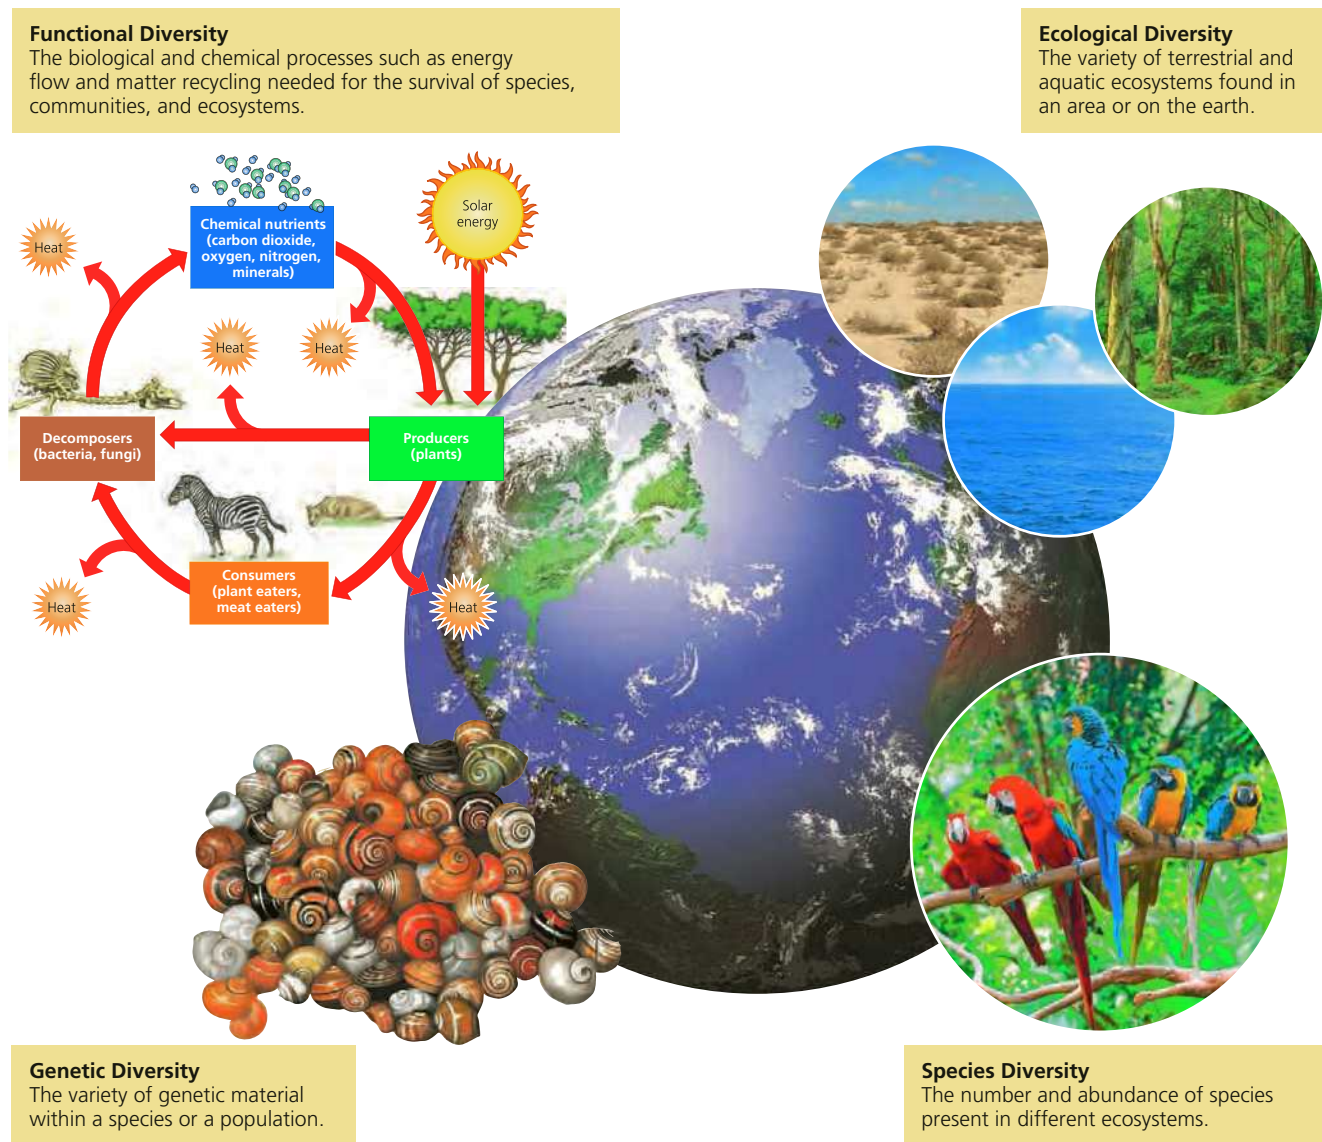 Functional Diversity
The biological and chemical processes such as energy
flow and matter recycling needed for the survival of species,
communities, and ecosystems.
Ecological Diversity
The variety of terrestrial and
aquatic ecosystems found in
an area or on the earth.
Solar
energy
Chemical nutrients
(carbon dioxide,
oxygen, nitrogen,
minerals)
Heat
Heat
Heat
Decomposers
(bacteria, fungi)
Producers
(plants)
Consumers
(plant eaters,
meat eaters)
Heat
Heat
Genetic Diversity
The variety of genetic material
within a species or a population.
Species Diversity
The number and abundance of species
present in different ecosystems.